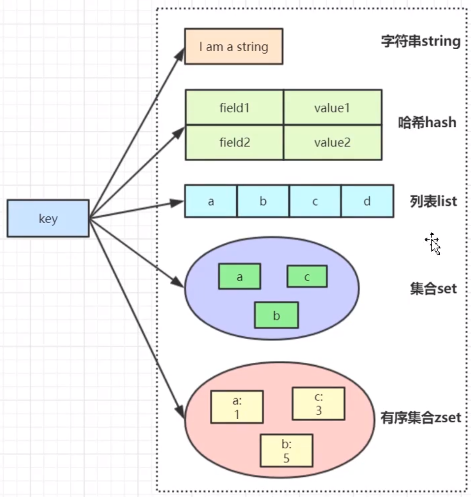 I am a string
字符串string
field1 value1
field2 value2
哈希hash
key
a b c d
列表list
a c
b
集合set
a:
1
c:
3
b:
5
有序集合zset